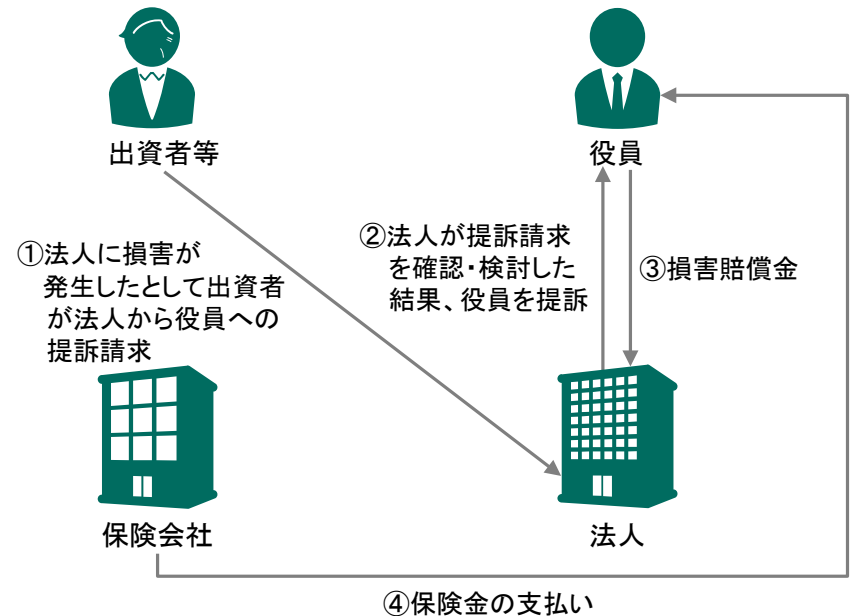 出資者等
役員
①法人に損害が
発生したとして出資者
が法人から役員への
提訴請求
②法人が提訴請求
を確認・検討した
結果、役員を提訴
③損害賠償金
保険会社
法人
④保険金の支払い